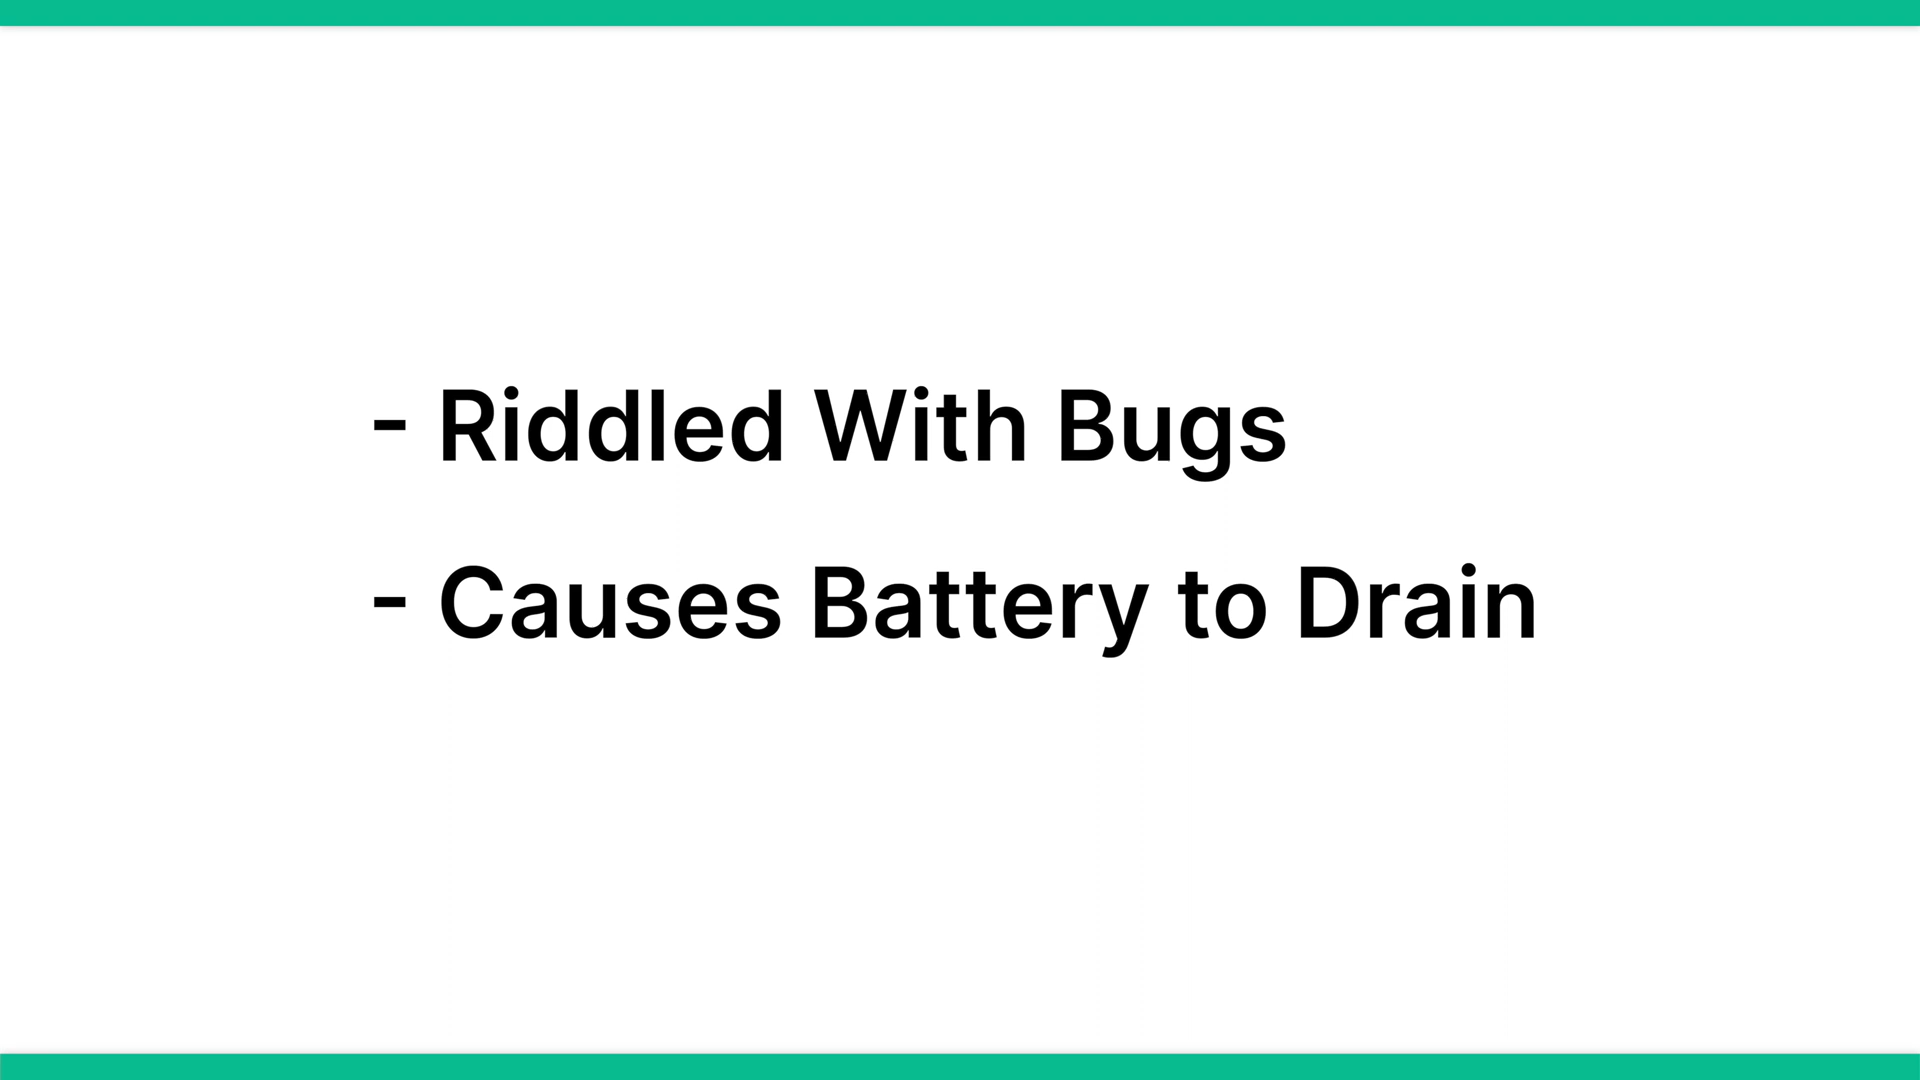 - Riddled With Bugs
- Causes Battery to Drain